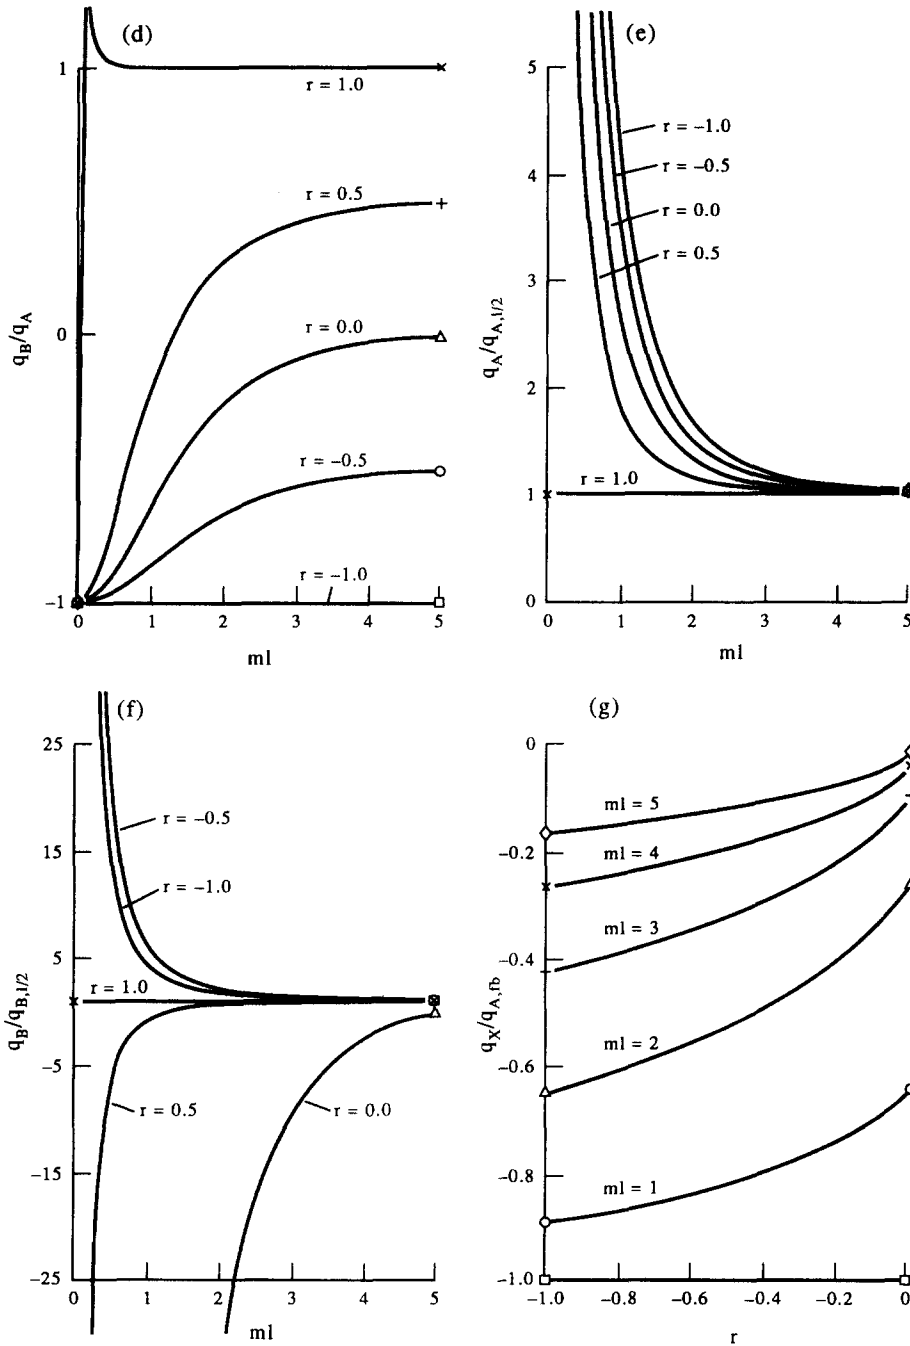 (d)
1
0
-1
q_B/q_A
r = 1.0
r = 0.5
r = 0.0
r = -0.5
r = -1.0
0 1 2 3 4 5
ml
(e)
5
4
3
2
1
0
q_A/q_A,1/2
r = -1.0
r = -0.5
r = 0.0
r = 0.5
r = 1.0
0 1 2 3 4 5
ml
(f)
25
15
5
-5
-15
-25
q_B/q_B,1/2
r = -0.5
r = -1.0
r = 1.0
r = 0.5
r = 0.0
0 1 2 3 4 5
ml
(g)
0
-0.2
-0.4
-0.6
-0.8
-1.0
q_X/q_A,fb
ml = 5
ml = 4
ml = 3
ml = 2
ml = 1
-1.0 -0.8 -0.6 -0.4 -0.2 0
r